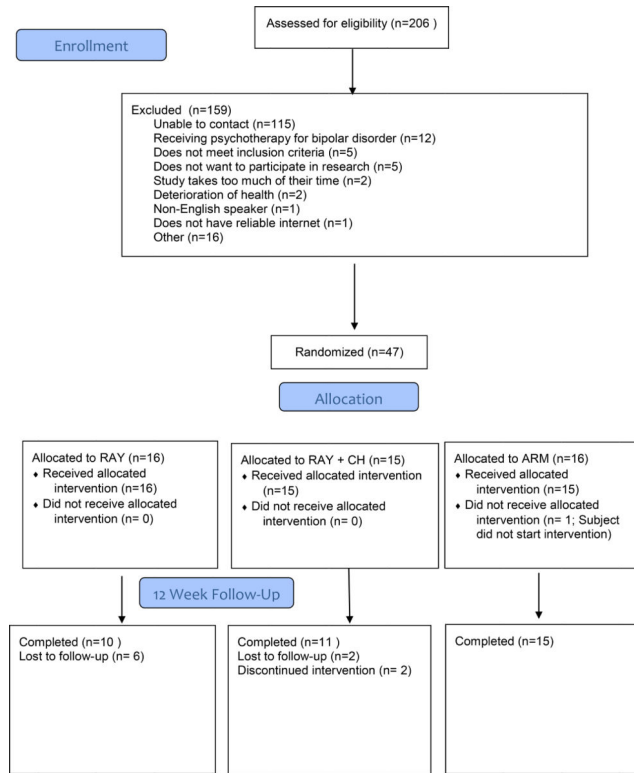 Assessed for eligibility (n=206 )
Enrollment
Excluded (n=159)
Unable to contact (n=115)
Receiving psychotherapy for bipolar disorder (n=12)
Does not meet inclusion criteria (n=5)
Does not want to participate in research (n=5)
Study takes too much of their time (n=2)
Deterioration of health (n=2)
Non-English speaker (n=1)
Does not have reliable internet (n=1)
Other (n=16)
Randomized (n=47)
Allocation
Allocated to RAY (n=16)
♦ Received allocated
intervention (n=16)
♦ Did not receive allocated
intervention (n= 0)
Allocated to RAY + CH (n=15)
♦ Received allocated intervention
(n=15)
♦ Did not receive allocated
intervention (n= 0)
Allocated to ARM (n=16)
♦ Received allocated
intervention (n=15)
♦ Did not receive allocated
intervention (n= 1; Subject
did not start intervention)
12 Week Follow-Up
Completed (n=10 )
Lost to follow-up (n= 6)
Completed (n=11 )
Lost to follow-up (n=2)
Discontinued intervention (n= 2)
Completed (n=15)